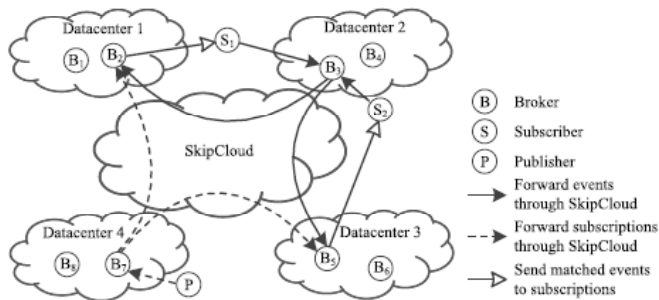 Datacenter 1
B1
B2
S1
Datacenter 2
B3
B4
S2
SkipCloud
Datacenter 4
B8
B7
P
Datacenter 3
B5
B6
B Broker
S Subscriber
P Publisher
Forward events
through SkipCloud
Forward subscriptions
through SkipCloud
Send matched events
to subscriptions